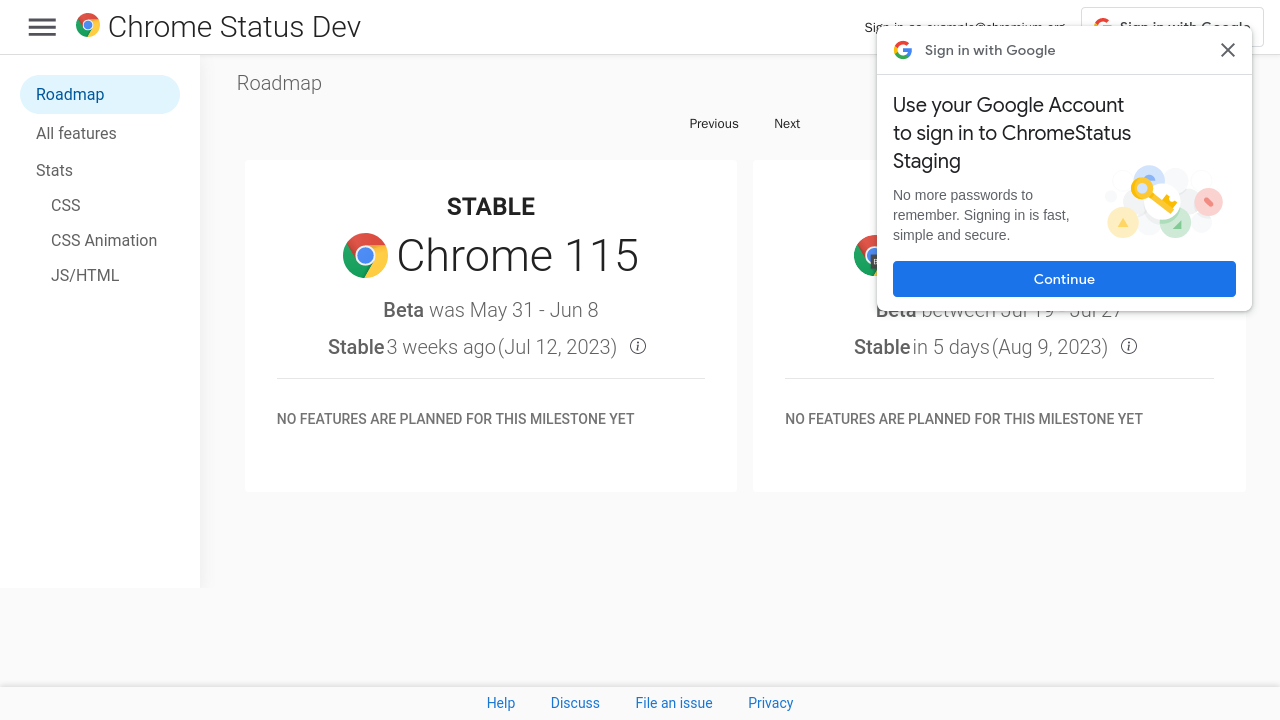 Chrome Status Dev
Sign in with Google
Roadmap
All features
Stats
CSS
CSS Animation
JS/HTML
Roadmap
Previous
Next
STABLE
Chrome 115
Beta was May 31 - Jun 8
Stable 3 weeks ago (Jul 12, 2023)
NO FEATURES ARE PLANNED FOR THIS MILESTONE YET
Sign in with Google
Use your Google Account
to sign in to ChromeStatus
Staging
No more passwords to
remember. Signing in is fast,
simple and secure.
Continue
Beta between Jul 19 - Jul 27
Stable in 5 days (Aug 9, 2023)
NO FEATURES ARE PLANNED FOR THIS MILESTONE YET
Help
Discuss
File an issue
Privacy